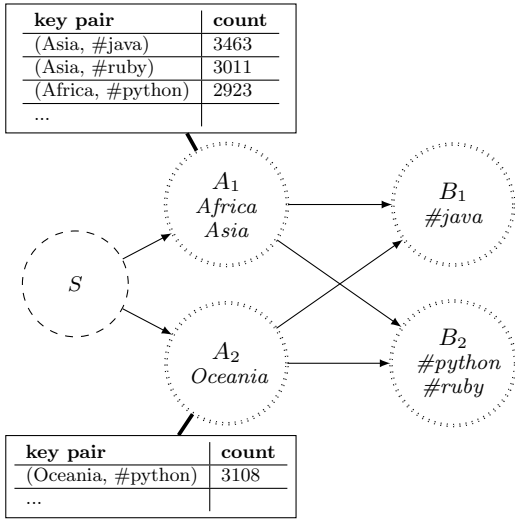 key pair count
(Asia, #java) 3463
(Asia, #ruby) 3011
(Africa, #python) 2923
...
A1
Africa
Asia
B1
#java
S
A2
Oceania
B2
#python
#ruby
key pair count
(Oceania, #python) 3108
...